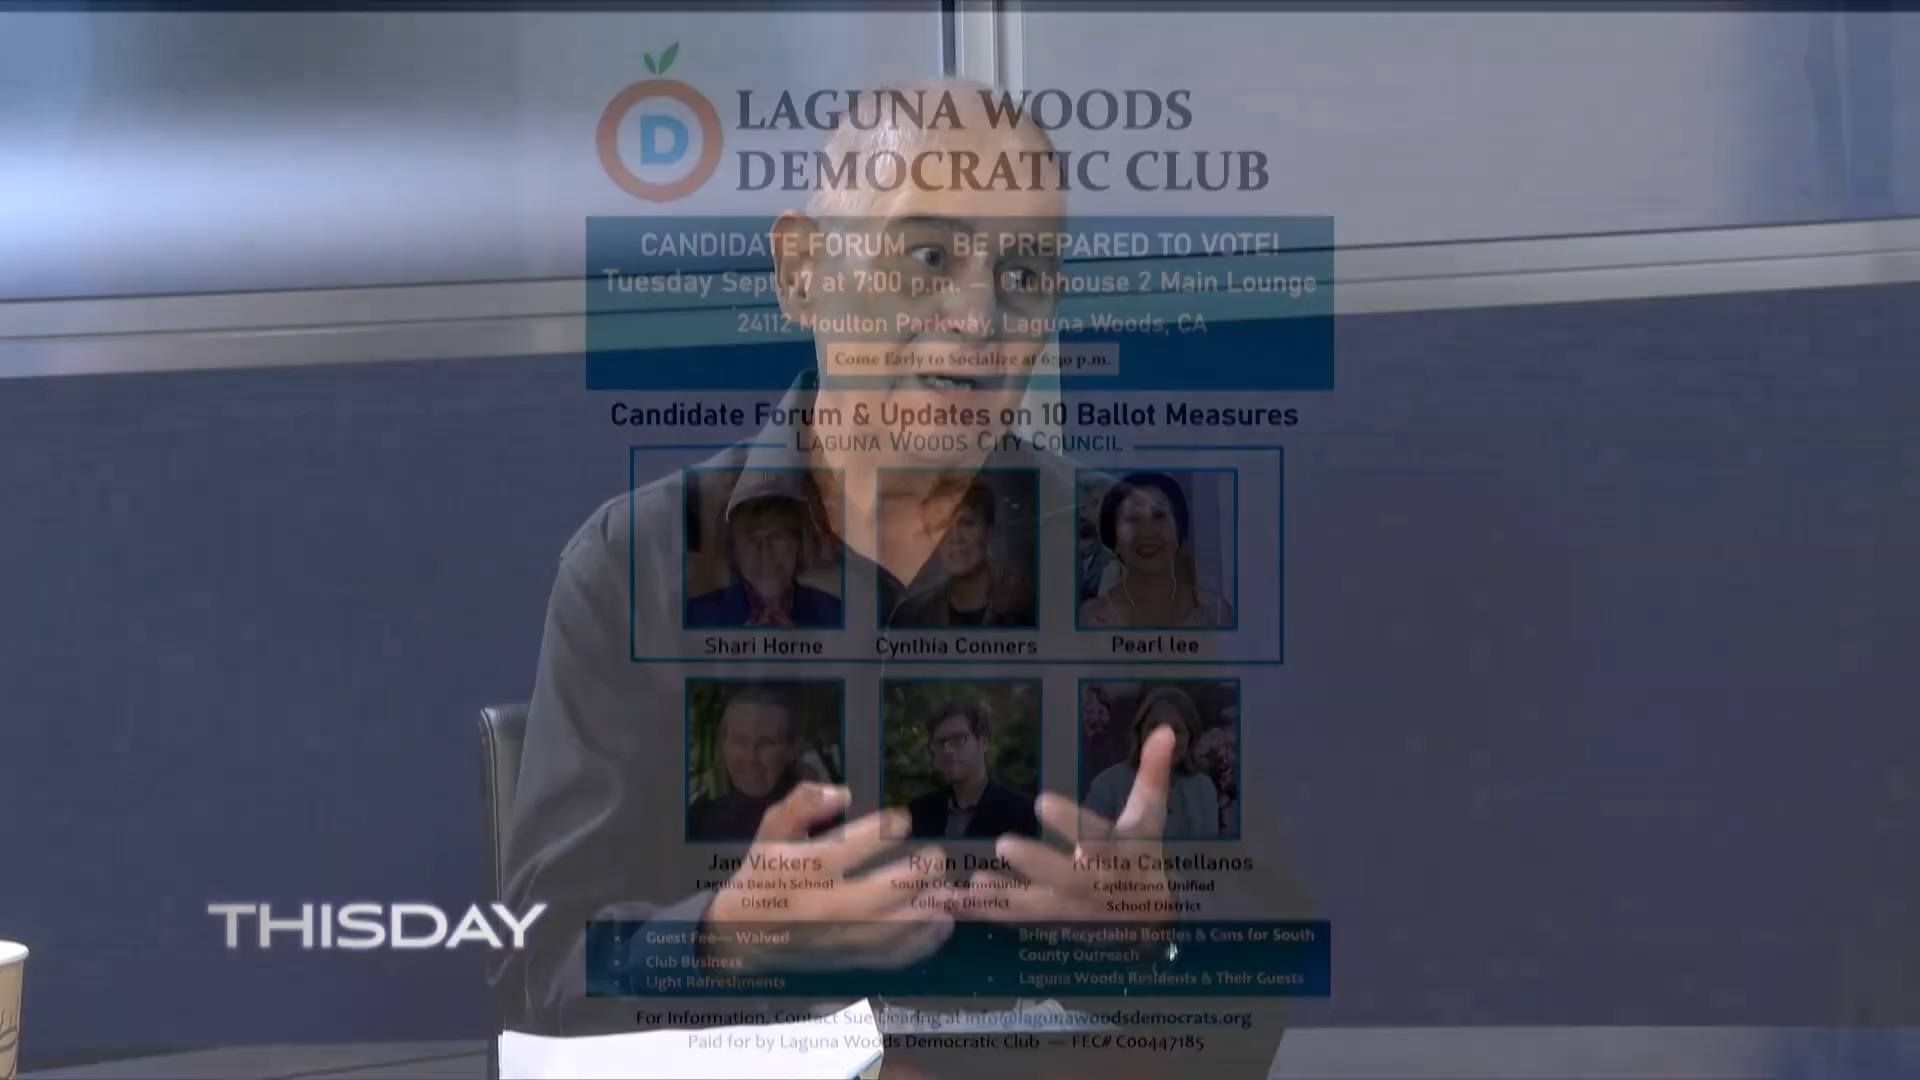 LAGUNA WOODS
DEMOCRATIC CLUB
D
CANDIDATE FORUM BE PREPARED TO VOTE!
Tuesday Sept. 17 at 7:00 p.m. – Clubhouse 2 Main Lounge
24112 Moulton Parkway, Laguna Woods, CA
Come Early to Socialize at 6:30 p.m.
Candidate Forum & Updates on 10 Ballot Measures
LAGUNA WOODS CITY COUNCIL
Shari Horne
Cynthia Conners
Pearl lee
Jan Vickers
Laguna Beach School
District
Ryan Dack
South OC Community
College District
Krista Castellanos
Capistrano Unified
School District
THISDAY
• Guest Fee— Waived
• Club Business
• Light Refreshments
• Bring Recyclable Bottles & Cans for South
County Outreach
• Laguna Woods Residents & Their Guests
For Information, Contact Sue Dearing at info@lagunawoodsdemocrats.org
Paid for by Laguna Woods Democratic Club — FEC# C00447185